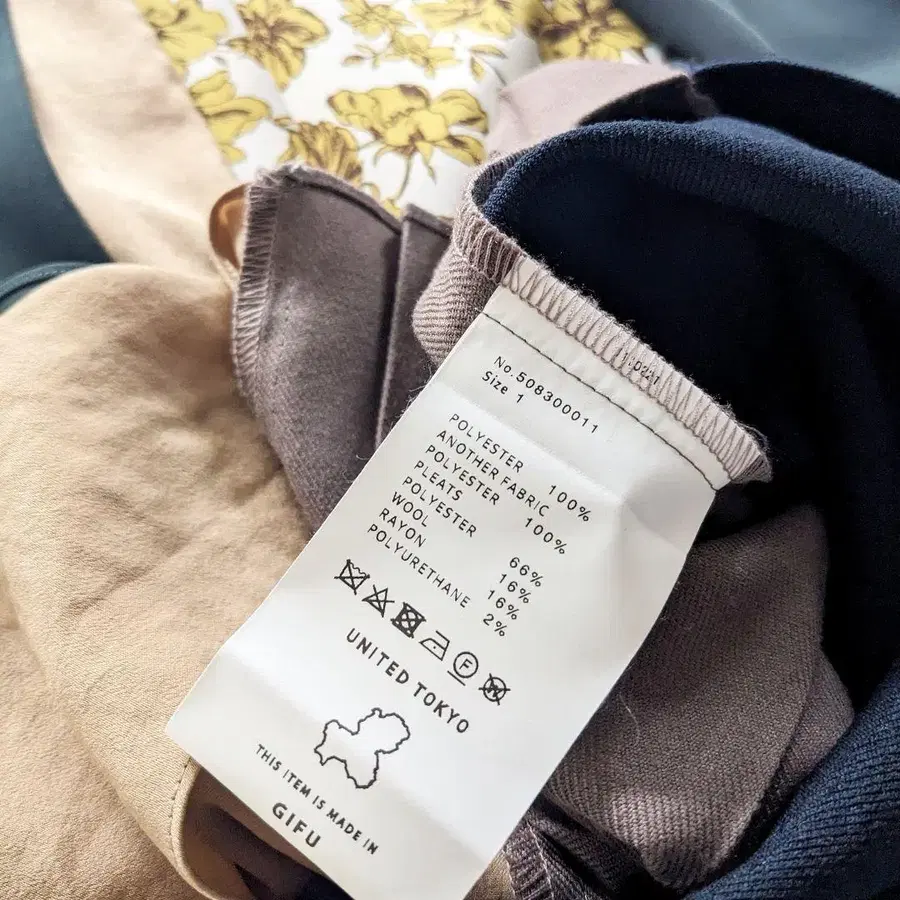 No.508300011
Size 1
POLYESTER 100%
ANOTHER FABRIC
POLYESTER 100%
PLEATS
POLYESTER 66%
WOOL 16%
RAYON 16%
POLYURETHANE 2%
F
W
UNITED TOKYO
THIS ITEM IS MADE IN
GIFU